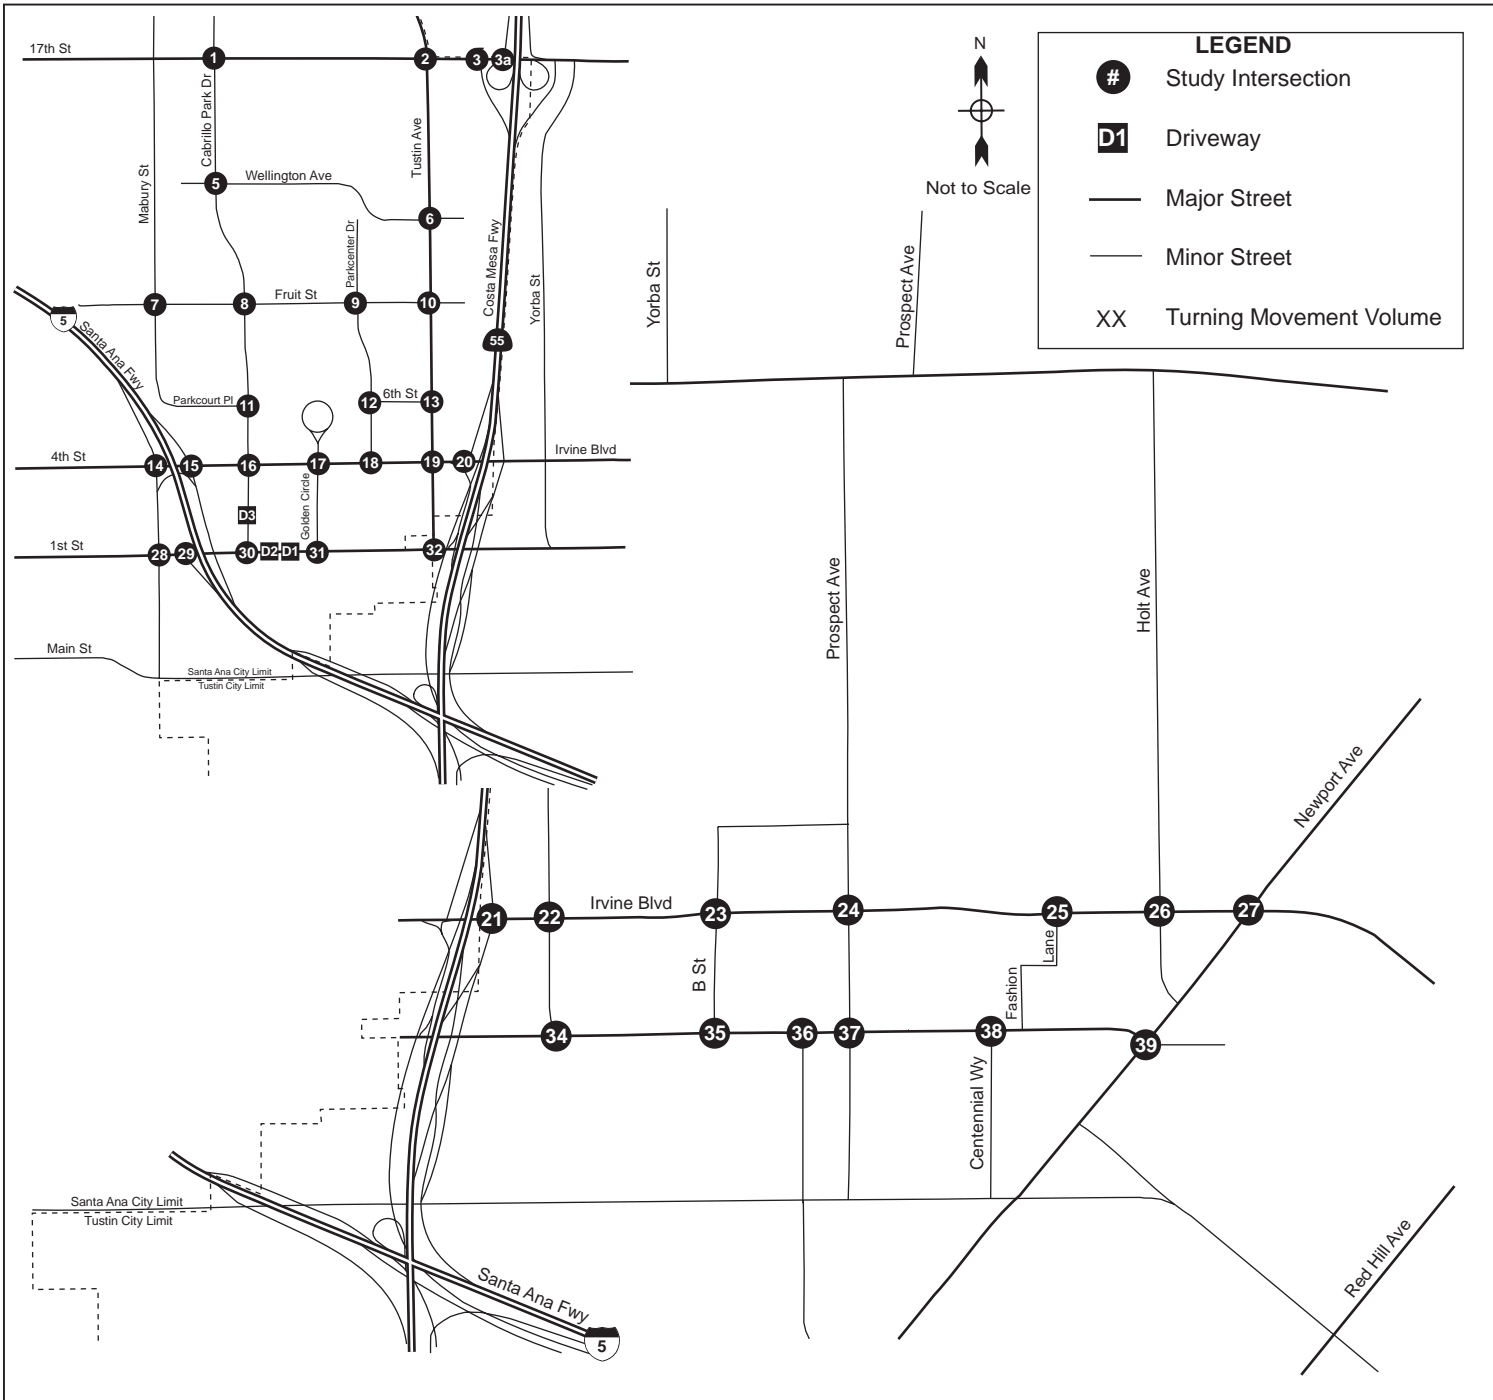 LEGEND
# Study Intersection
D1 Driveway
Major Street
Minor Street
XX Turning Movement Volume
N
Not to Scale
17th St
1
2
3
3a
Cabrillo Park Dr
Mabury St
Tustin Ave
5
Wellington Ave
6
Parkcenter Dr
Costa Mesa Fwy
Yorba St
Yorba St
Prospect Ave
7
8
Fruit St
9
10
5
Santa Ana Fwy
55
Parkcourt Pl
11
12
6th St
13
4th St
14
15
16
17
18
19
20
Irvine Blvd
Golden Circle
D3
1st St
28
29
30
D2
D1
31
32
Prospect Ave
Holt Ave
Main St
Santa Ana City Limit
Tustin City Limit
Newport Ave
21
22
Irvine Blvd
23
24
25
26
27
B St
Fashion
Lane
34
35
36
37
38
39
Centennial Wy
Santa Ana City Limit
Tustin City Limit
Santa Ana Fwy
5
Red Hill Ave